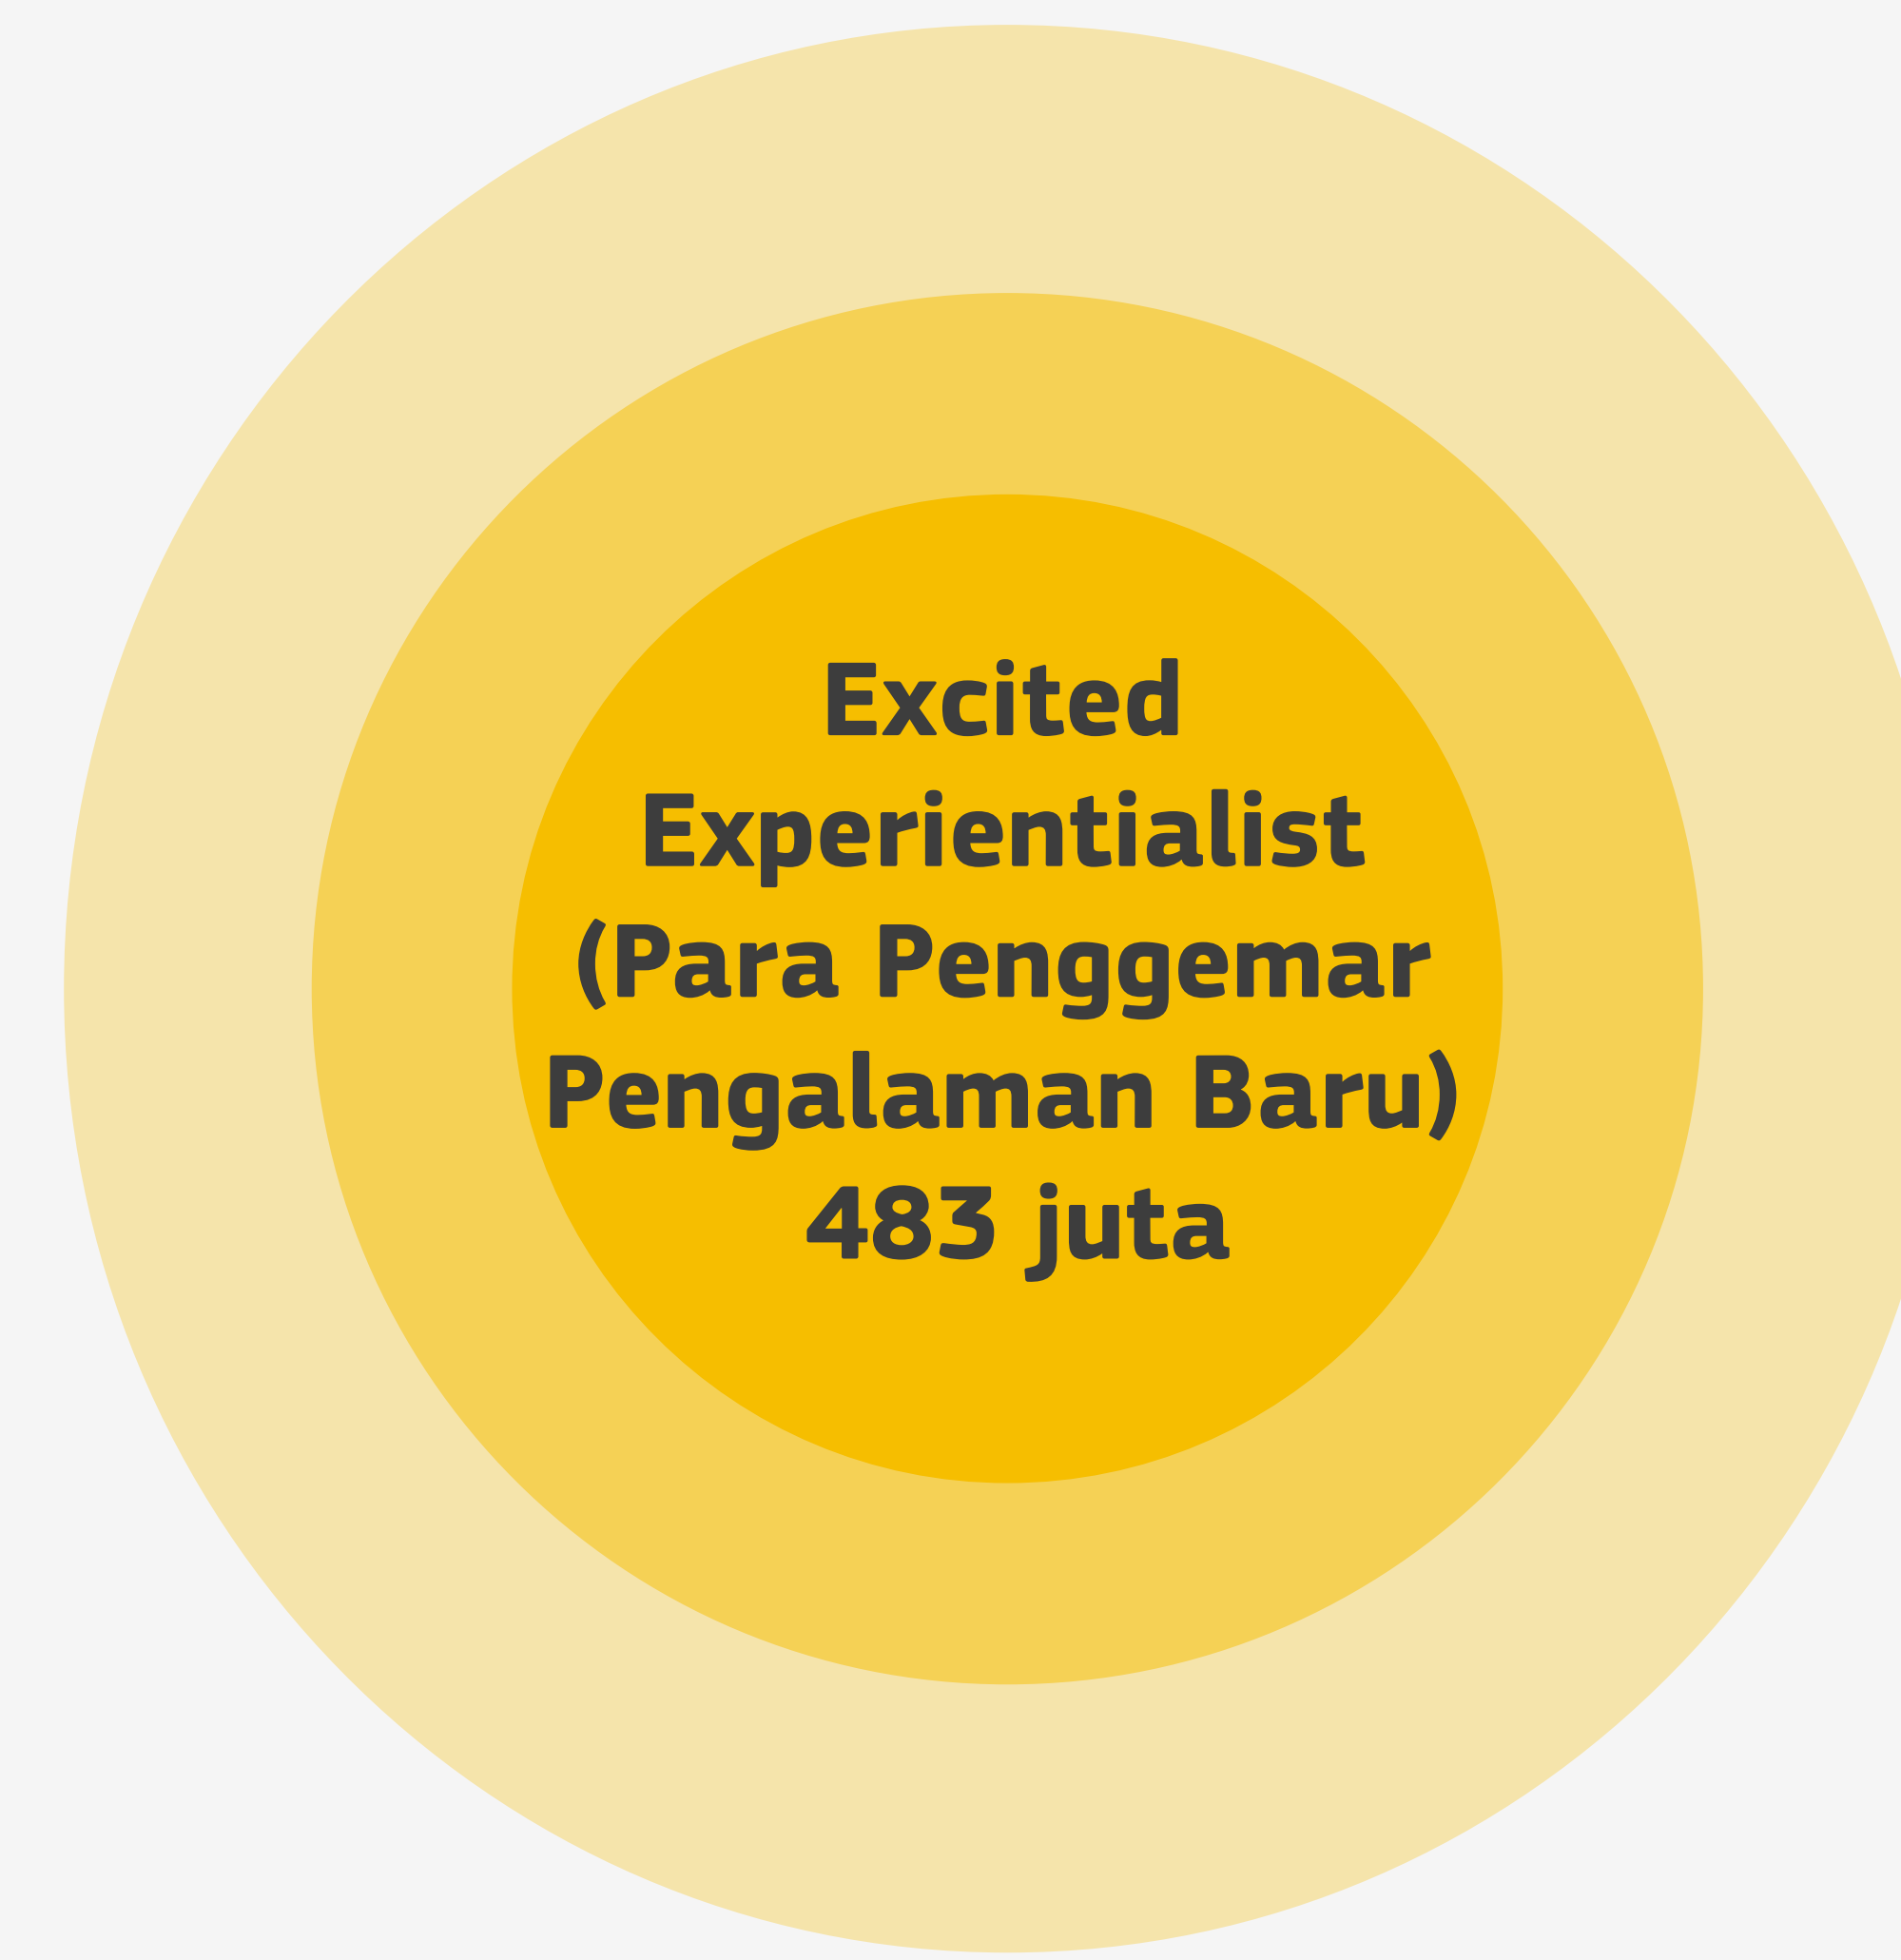 Excited
Experientialist
(Para Penggemar
Pengalaman Baru)
483 juta